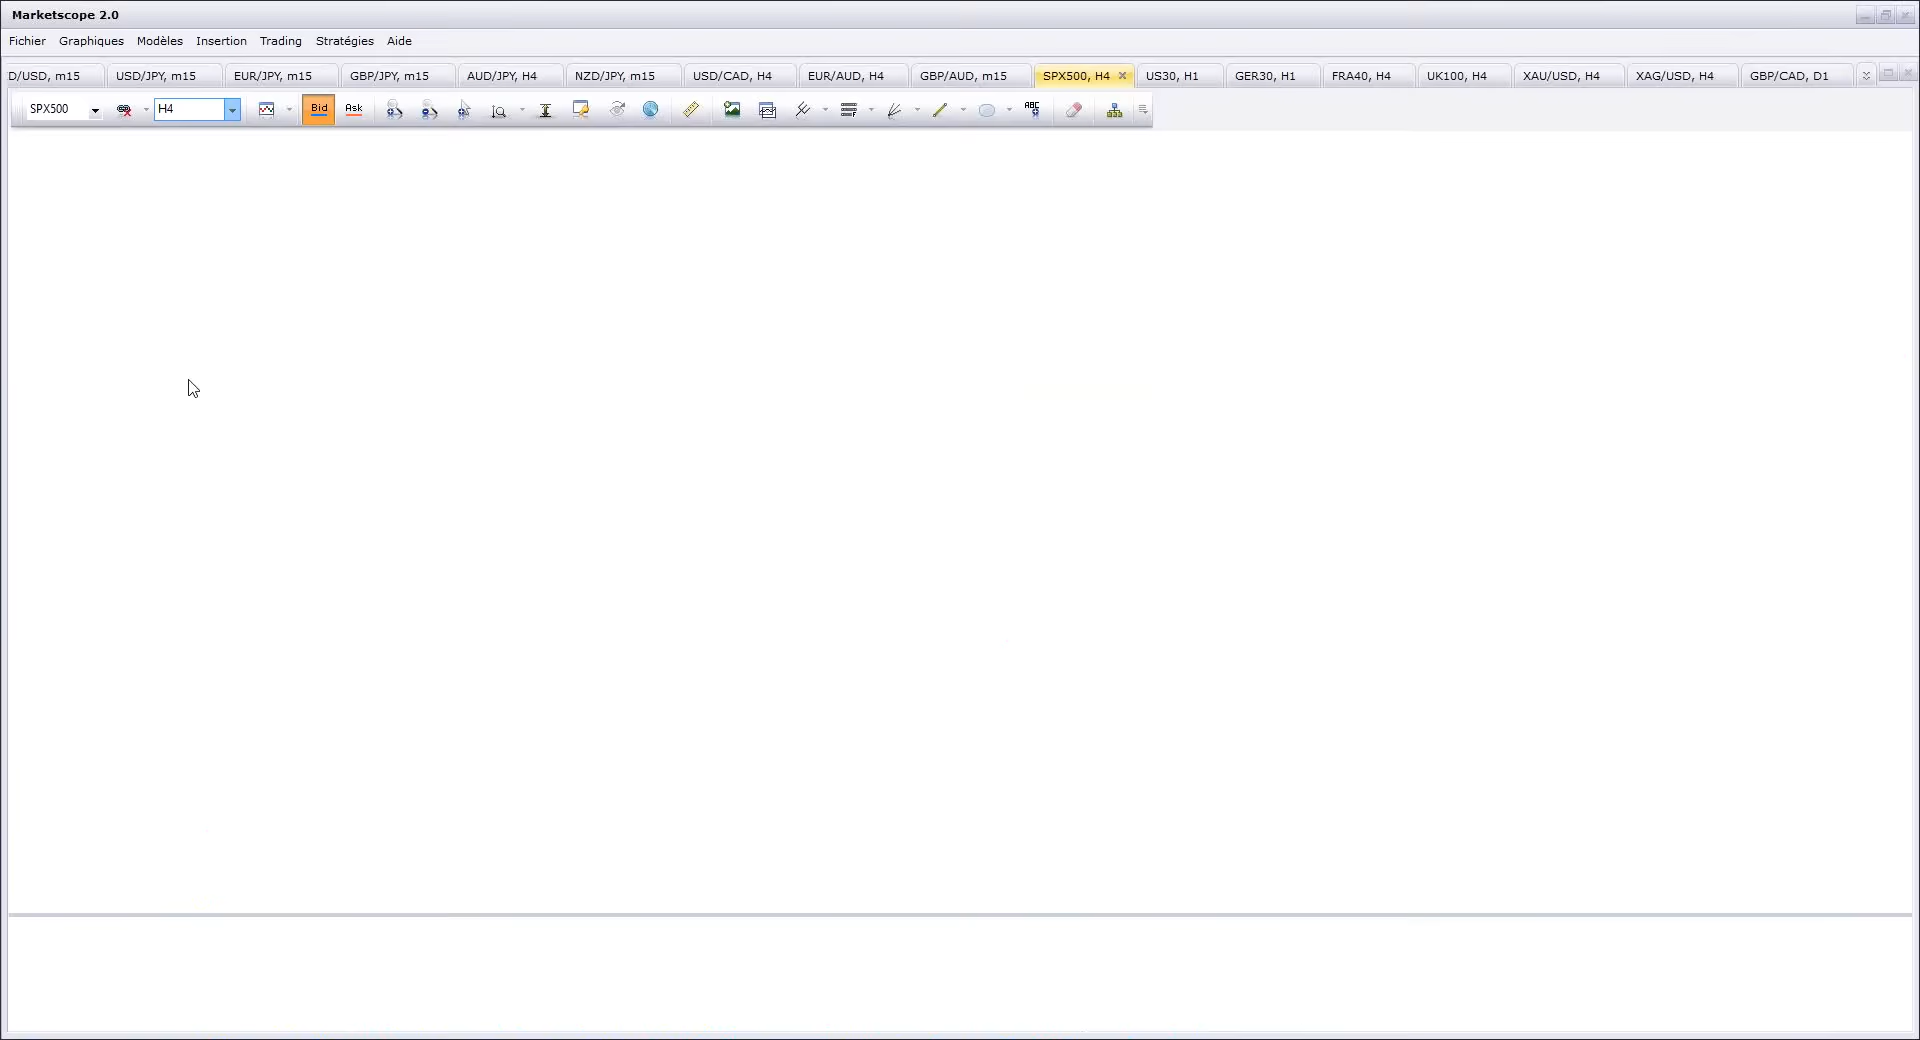 Marketscope 2.0
Fichier Graphiques Modèles Insertion Trading Stratégies Aide
D/USD, m15 USD/JPY, m15 EUR/JPY, m15 GBP/JPY, m15 AUD/JPY, H4 NZD/JPY, m15 USD/CAD, H4 EUR/AUD, H4 GBP/AUD, m15 SPX500, H4 US30, H1 GER30, H1 FRA40, H4 UK100, H4 XAU/USD, H4 XAG/USD, H4 GBP/CAD, D1
SPX500 H4 Bid Ask ABC